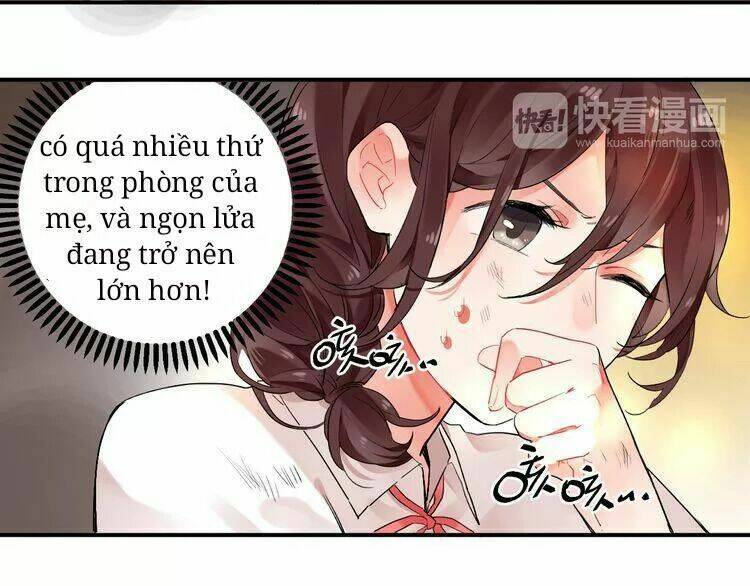 快看!
快看漫画
www.kuaikanmanhua.com
có quá nhiều thứ
trong phòng của
mẹ, và ngọn lửa
đang trở nên
lớn hơn!
咳咳...
咳咳...